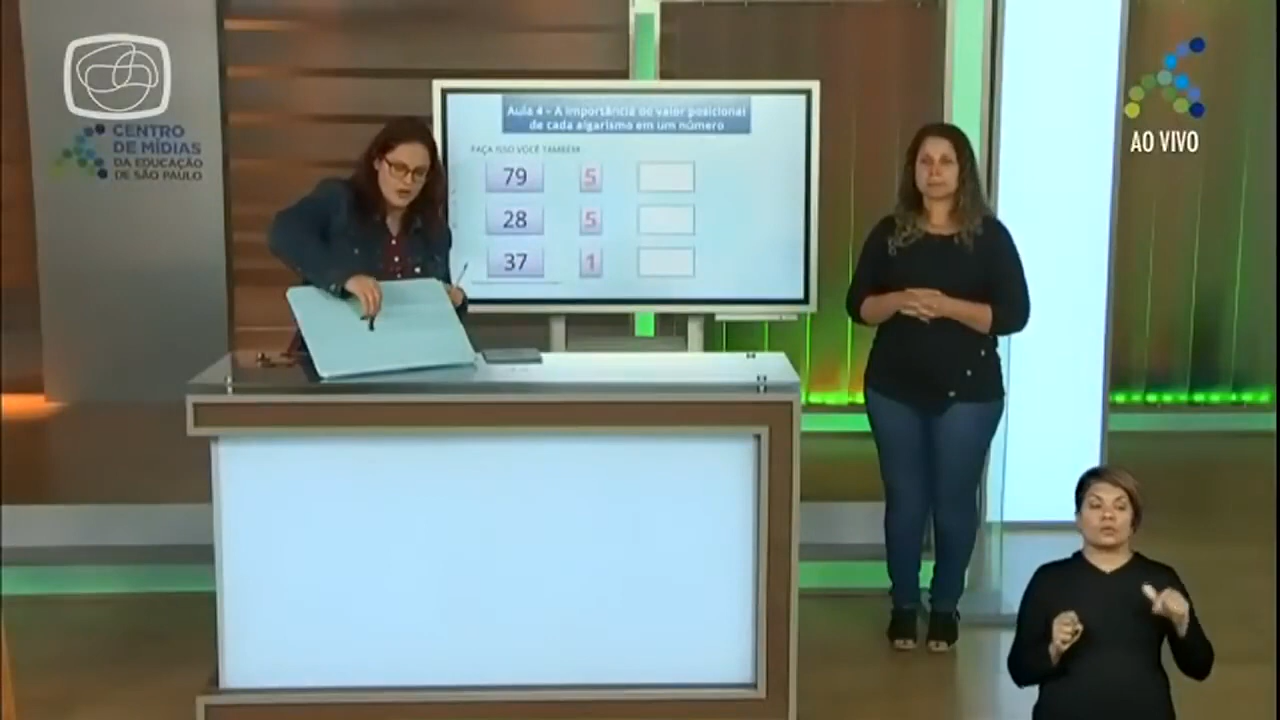 CENTRO
DE MÍDIAS
DA EDUCAÇÃO
DE SÃO PAULO
Aula 4 - A importância do valor posicional
de cada algarismo em um número
FAÇA ISSO VOCÊ TAMBÉM
79 5
28 5
37 1
AO VIVO